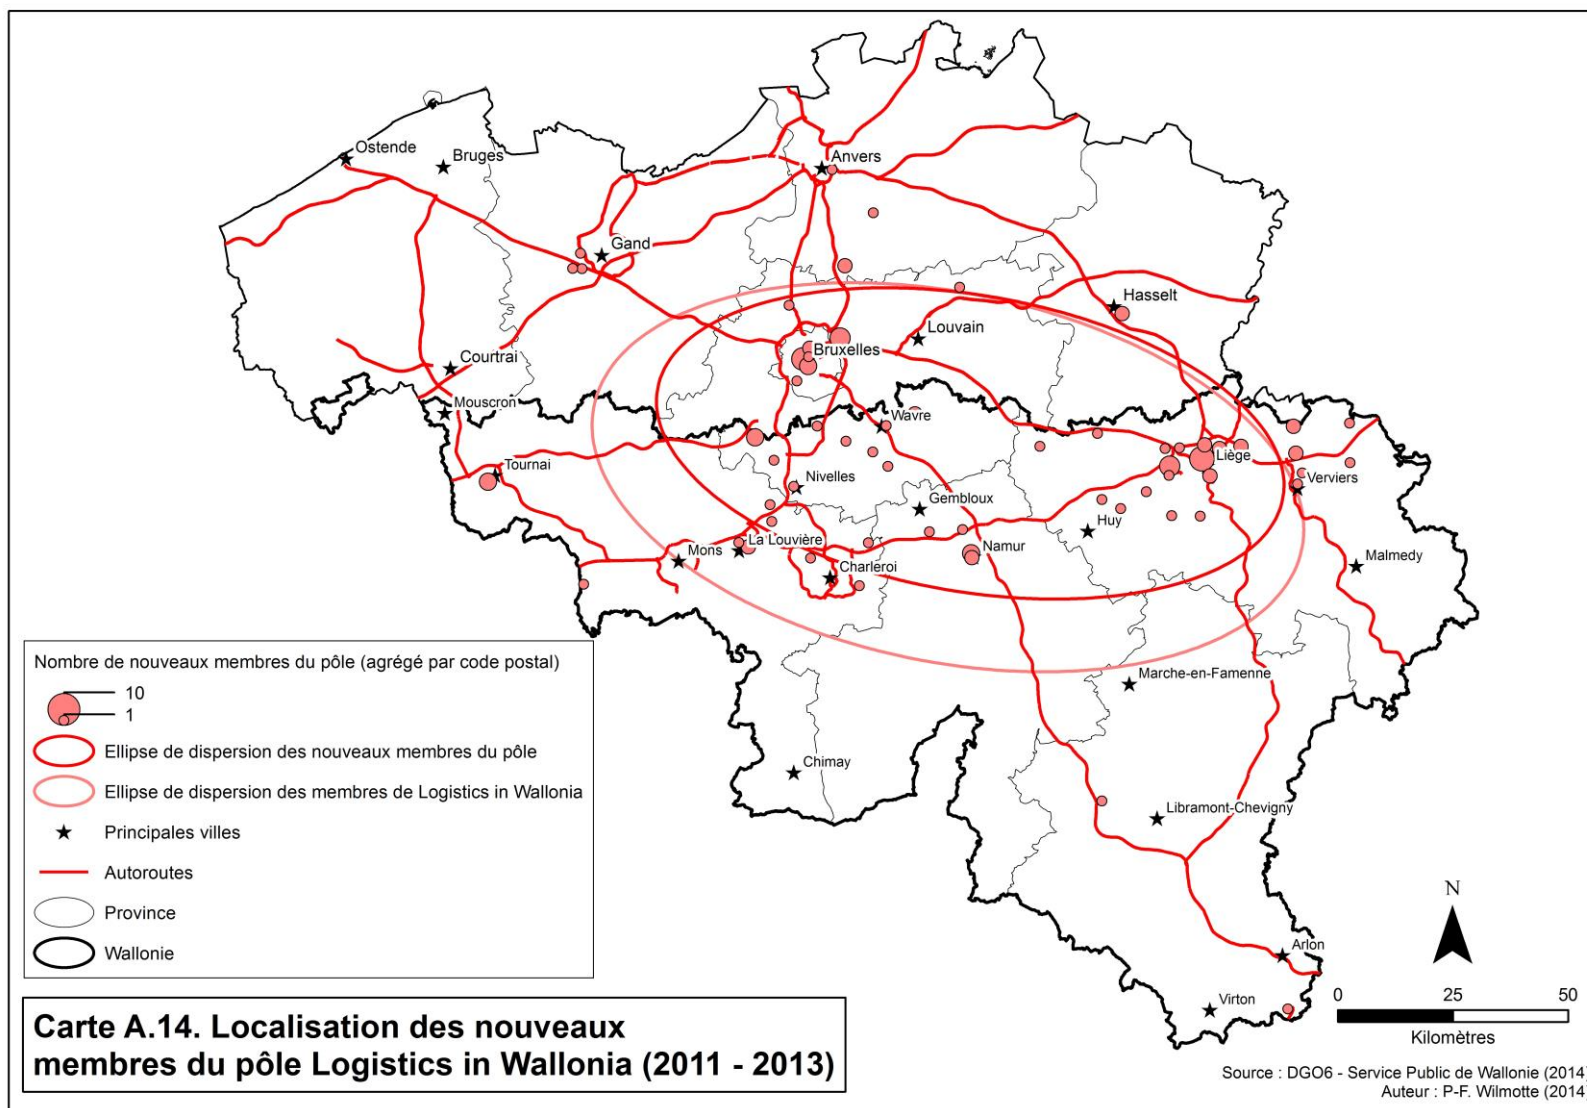 Ostende
Bruges
Anvers
Gand
Hasselt
Louvain
Bruxelles
Courtrai
Mouscron
Wavre
Tournai
Liège
Nivelles
Verviers
Gembloux
Huy
La Louvière
Mons
Namur
Charleroi
Malmedy
Marche-en-Famenne
Chimay
Libramont-Chevigny
Arlon
Virton
Nombre de nouveaux membres du pôle (agrégé par code postal)
10
1
Ellipse de dispersion des nouveaux membres du pôle
Ellipse de dispersion des membres de Logistics in Wallonia
Principales villes
Autoroutes
Province
Wallonie
N
0 25 50
Kilomètres
Carte A.14. Localisation des nouveaux
membres du pôle Logistics in Wallonia (2011 - 2013)
Source : DGO6 - Service Public de Wallonie (2014)
Auteur : P-F. Wilmotte (2014)